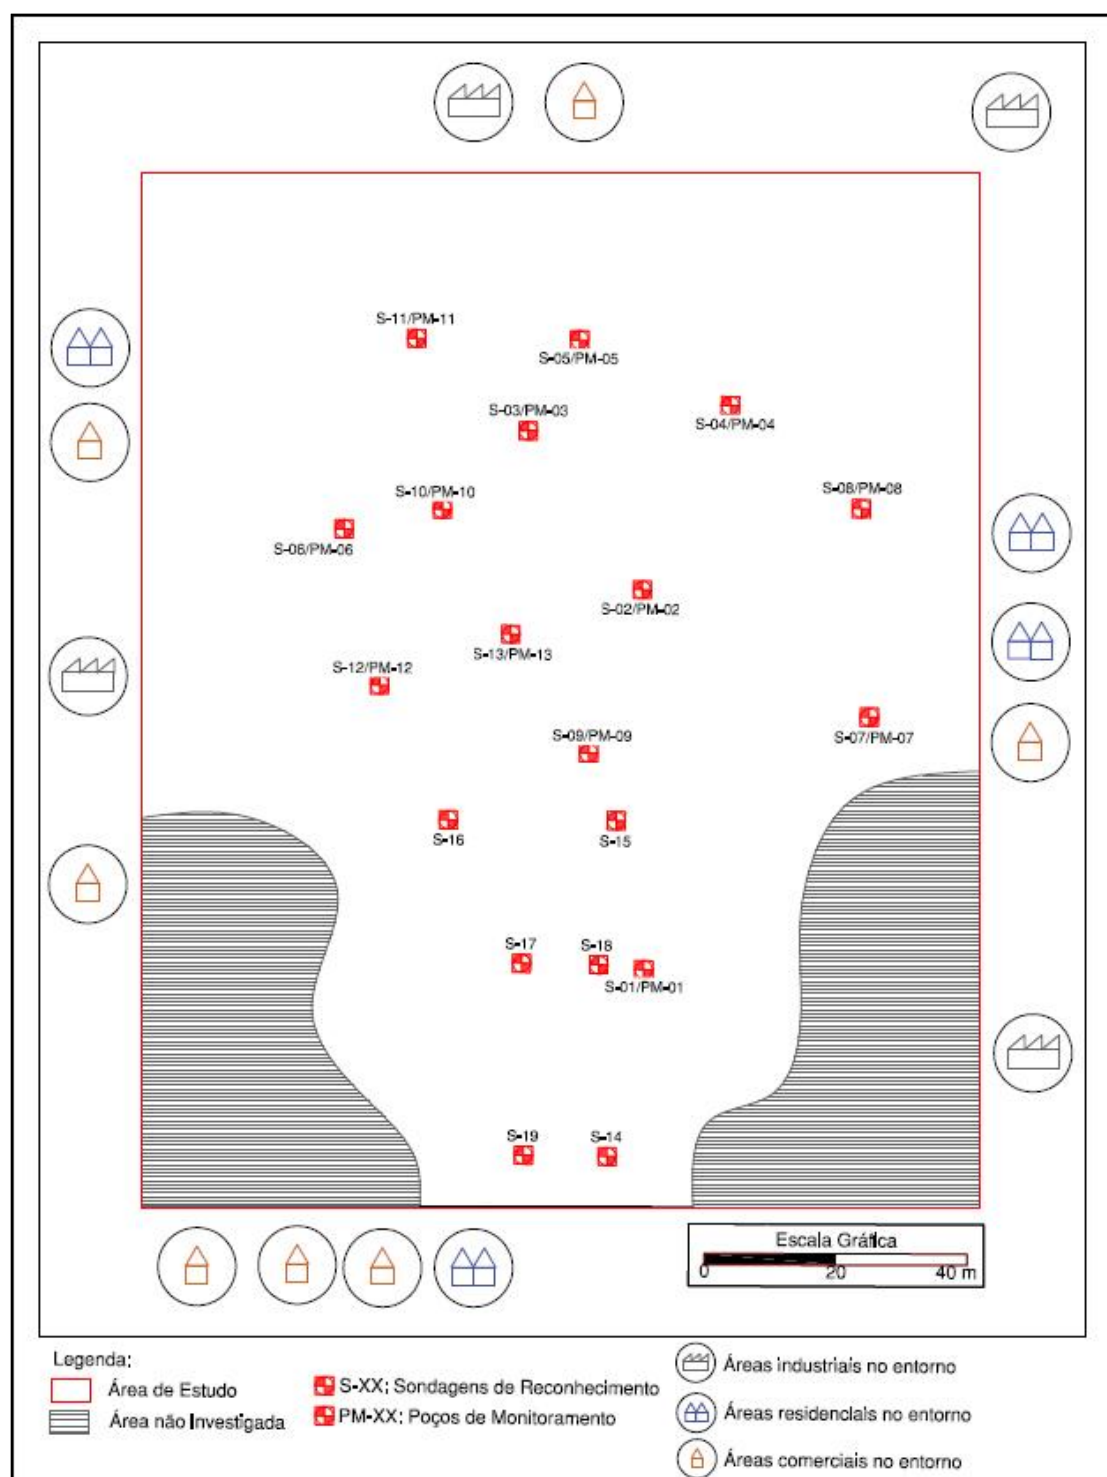 S-11/PM-11
S-05/PM-05
S-03/PM-03
S-04/PM-04
S-10/PM-10
S-08/PM-08
S-06/PM-06
S-02/PM-02
S-13/PM-13
S-12/PM-12
S-09/PM-09
S-07/PM-07
S-16
S-15
S-17
S-18
S-01/PM-01
S-19
S-14
Escala Gráfica
0 20 40 m
Legenda:
Área de Estudo
Área não Investigada
S-XX: Sondagens de Reconhecimento
PM-XX: Poços de Monitoramento
Áreas industriais no entorno
Áreas residenciais no entorno
Áreas comerciais no entorno